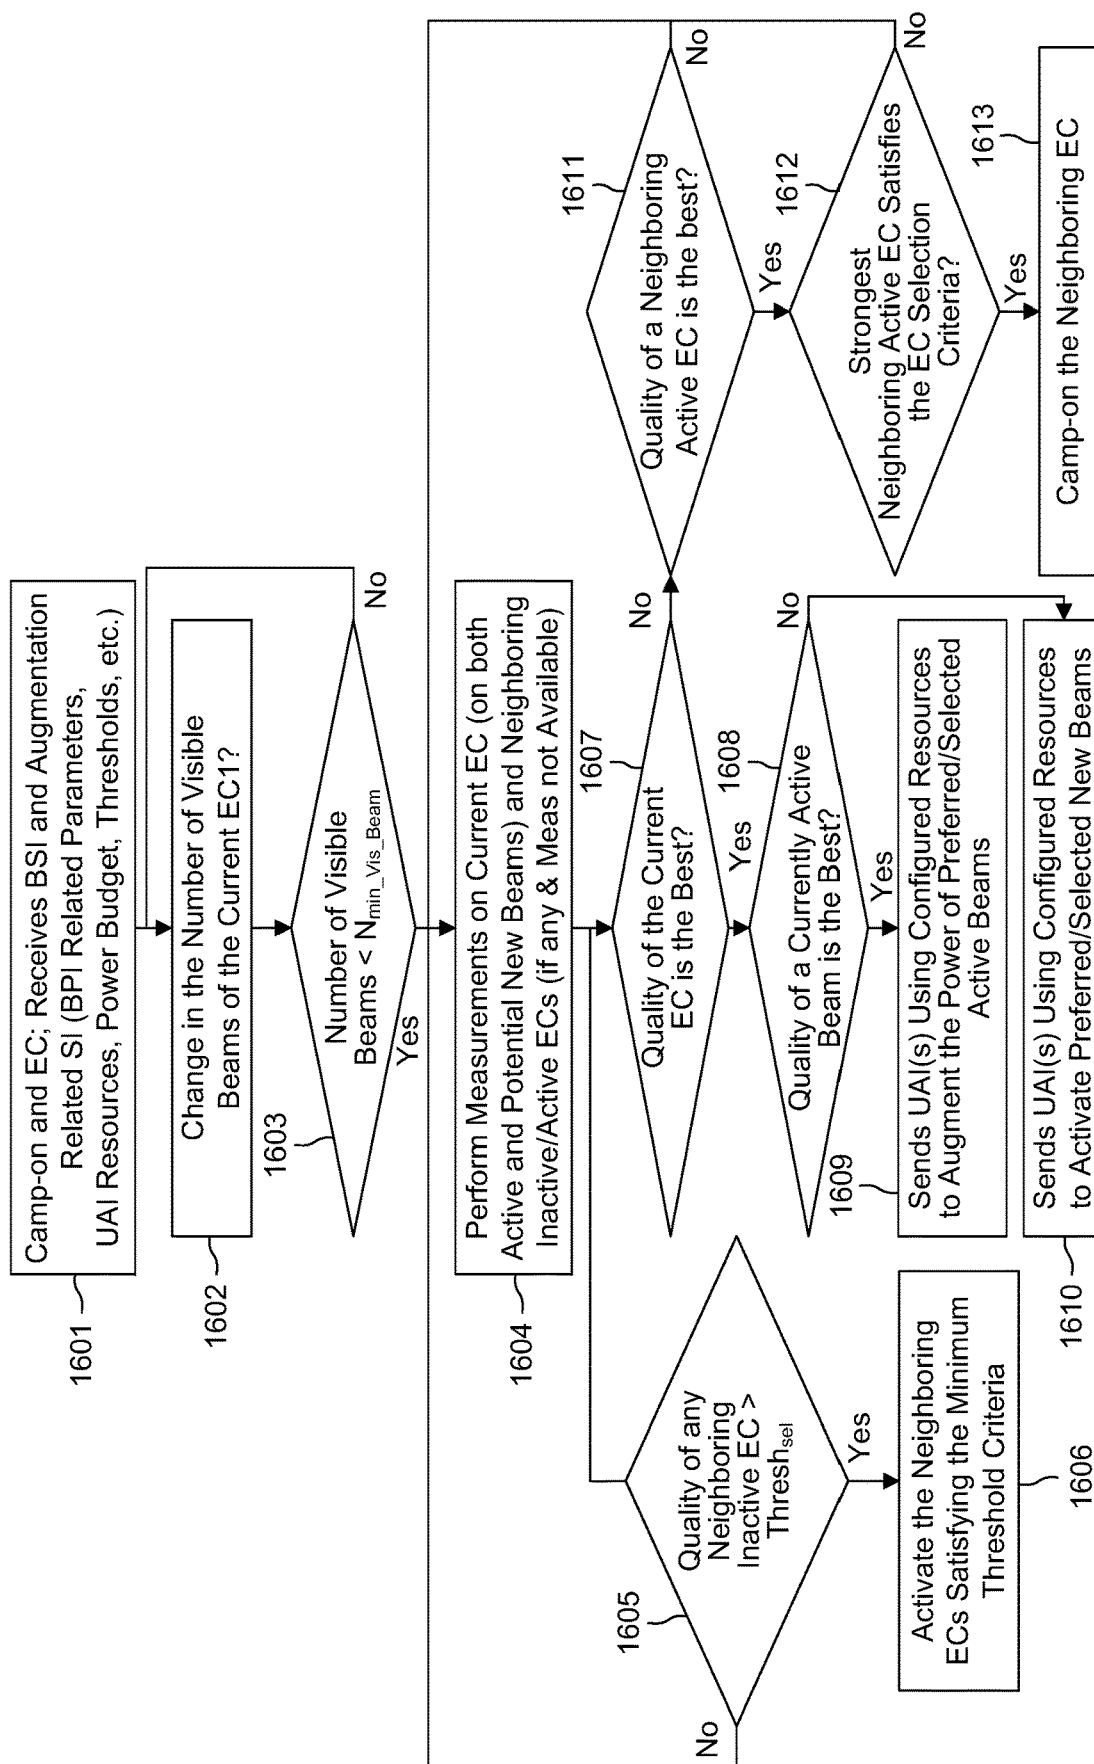 1601
Camp-on and EC; Receives BSI and Augmentation
Related SI (BPI Related Parameters,
UAI Resources, Power Budget, Thresholds, etc.)
1602
Change in the Number of Visible
Beams of the Current EC1?
1603
Number of Visible
Beams < Nmin_Vis_Beam
No
Yes
1604
Perform Measurements on Current EC (on both
Active and Potential New Beams) and Neighboring
Inactive/Active ECs (if any & Meas not Available)
1605
Quality of any
Neighboring
Inactive EC >
Threshsel
No
Yes
Activate the Neighboring
ECs Satisfying the Minimum
Threshold Criteria
1606
1607
Quality of the Current
EC is the Best?
No
Yes
1608
Quality of a Currently Active
Beam is the Best?
No
Yes
1609
Sends UAI(s) Using Configured Resources
to Augment the Power of Preferred/Selected
Active Beams
1610
Sends UAI(s) Using Configured Resources
to Activate Preferred/Selected New Beams
1611
Quality of a Neighboring
Active EC is the best?
No
Yes
1612
Strongest
Neighboring Active EC Satisfies
the EC Selection
Criteria?
No
Yes
1613
Camp-on the Neighboring EC